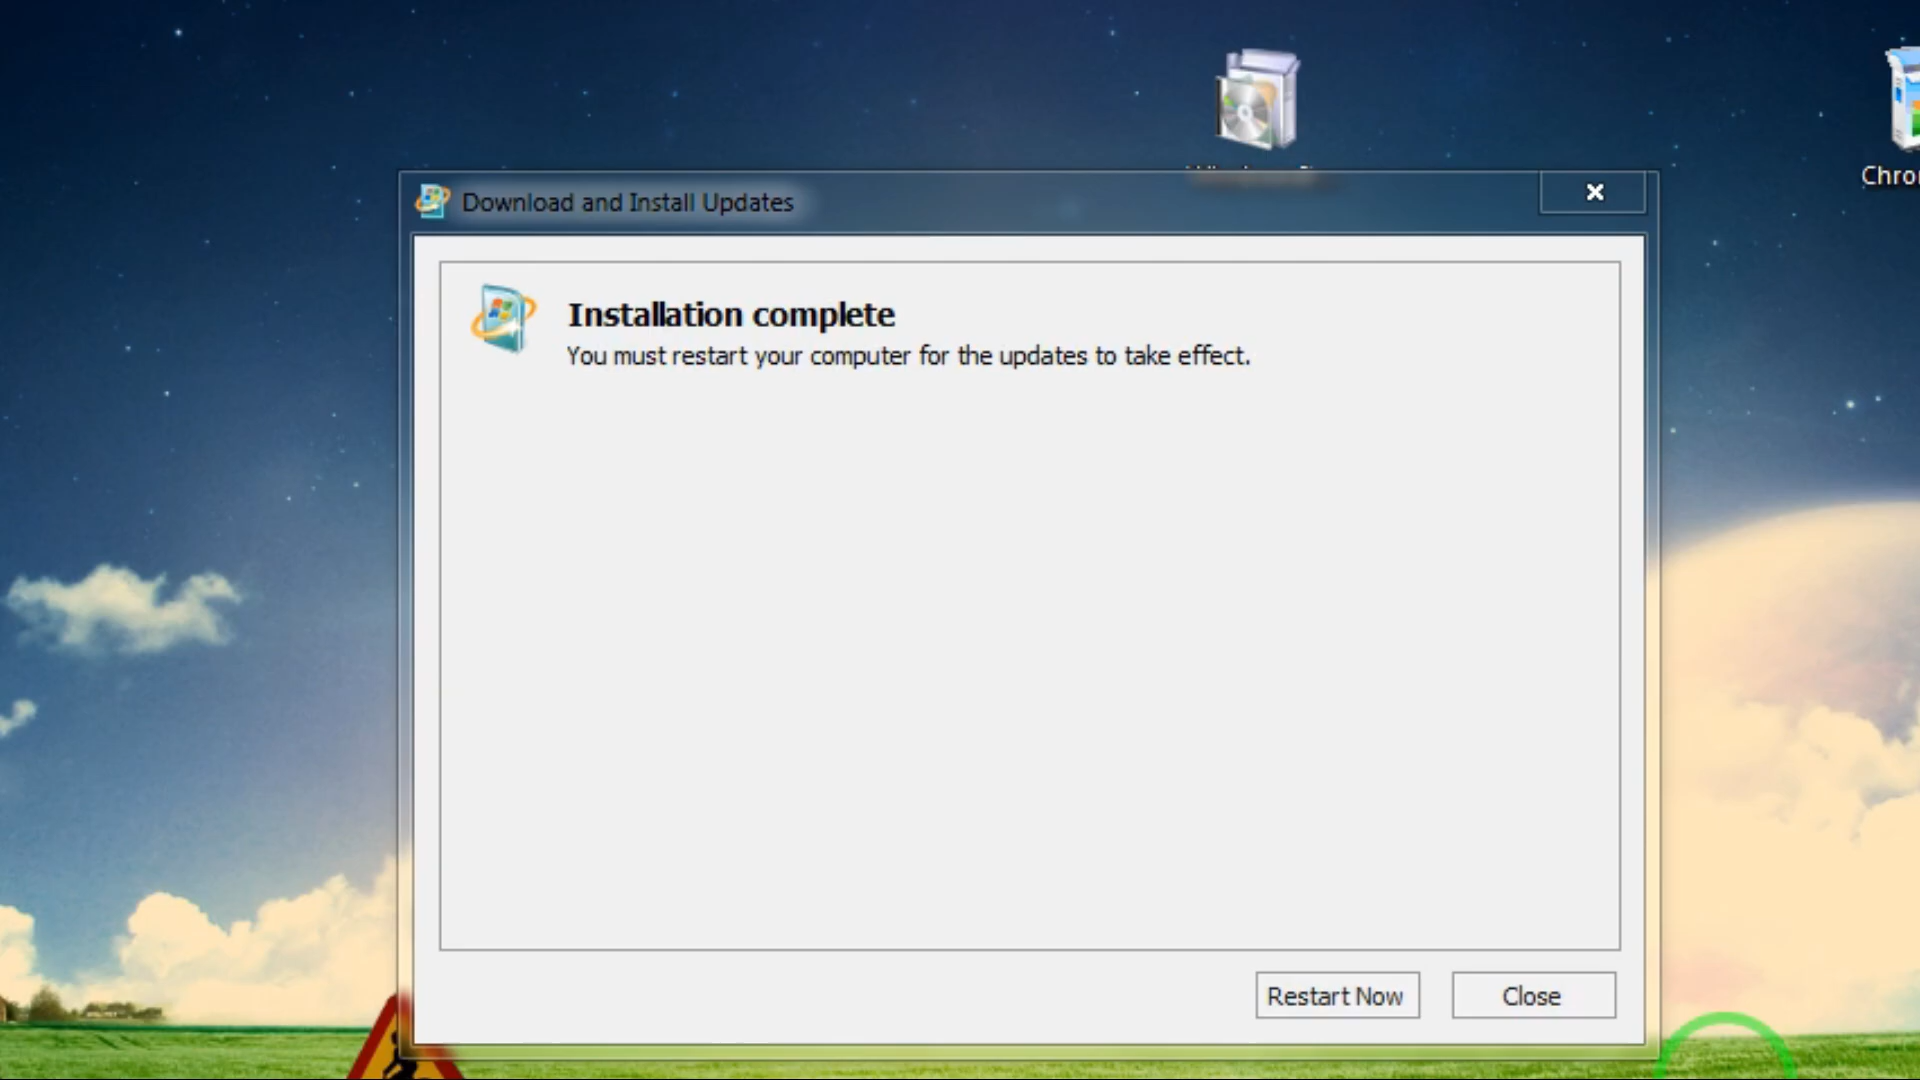 Chro
Download and Install Updates
Installation complete
You must restart your computer for the updates to take effect.
Restart Now
Close